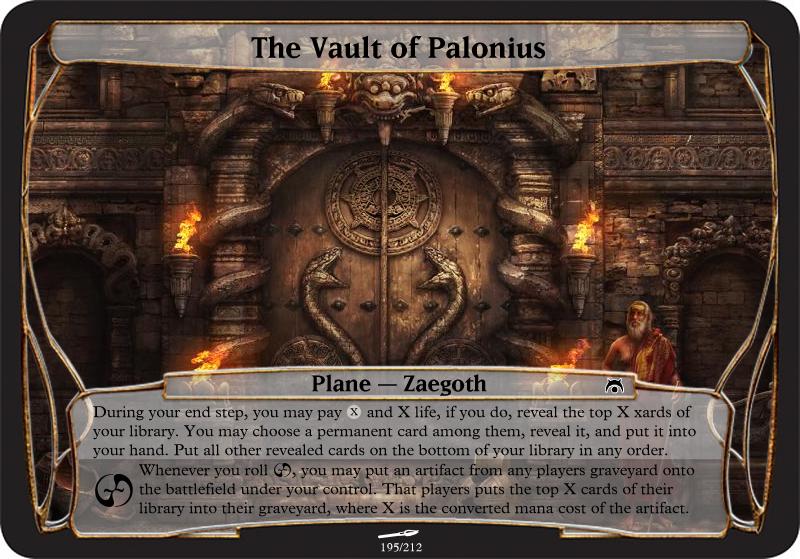 The Vault of Palonius
Plane — Zaegoth
During your end step, you may pay X and X life, if you do, reveal the top X xards of
your library. You may choose a permanent card among them, reveal it, and put it into
your hand. Put all other revealed cards on the bottom of your library in any order.
Whenever you roll , you may put an artifact from any players graveyard onto
the battlefield under your control. That players puts the top X cards of their
library into their graveyard, where X is the converted mana cost of the artifact.
195/212